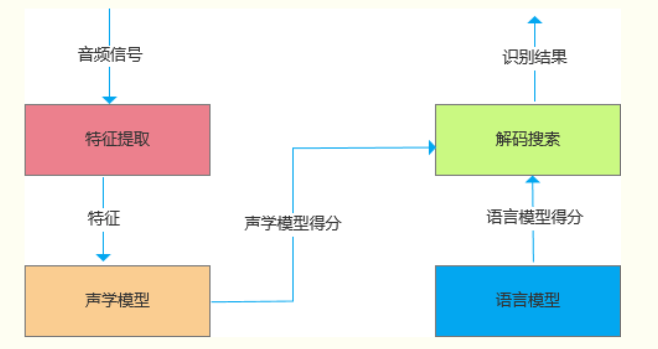 音频信号
识别结果
特征提取
解码搜索
特征
声学模型得分
语言模型得分
声学模型
语言模型